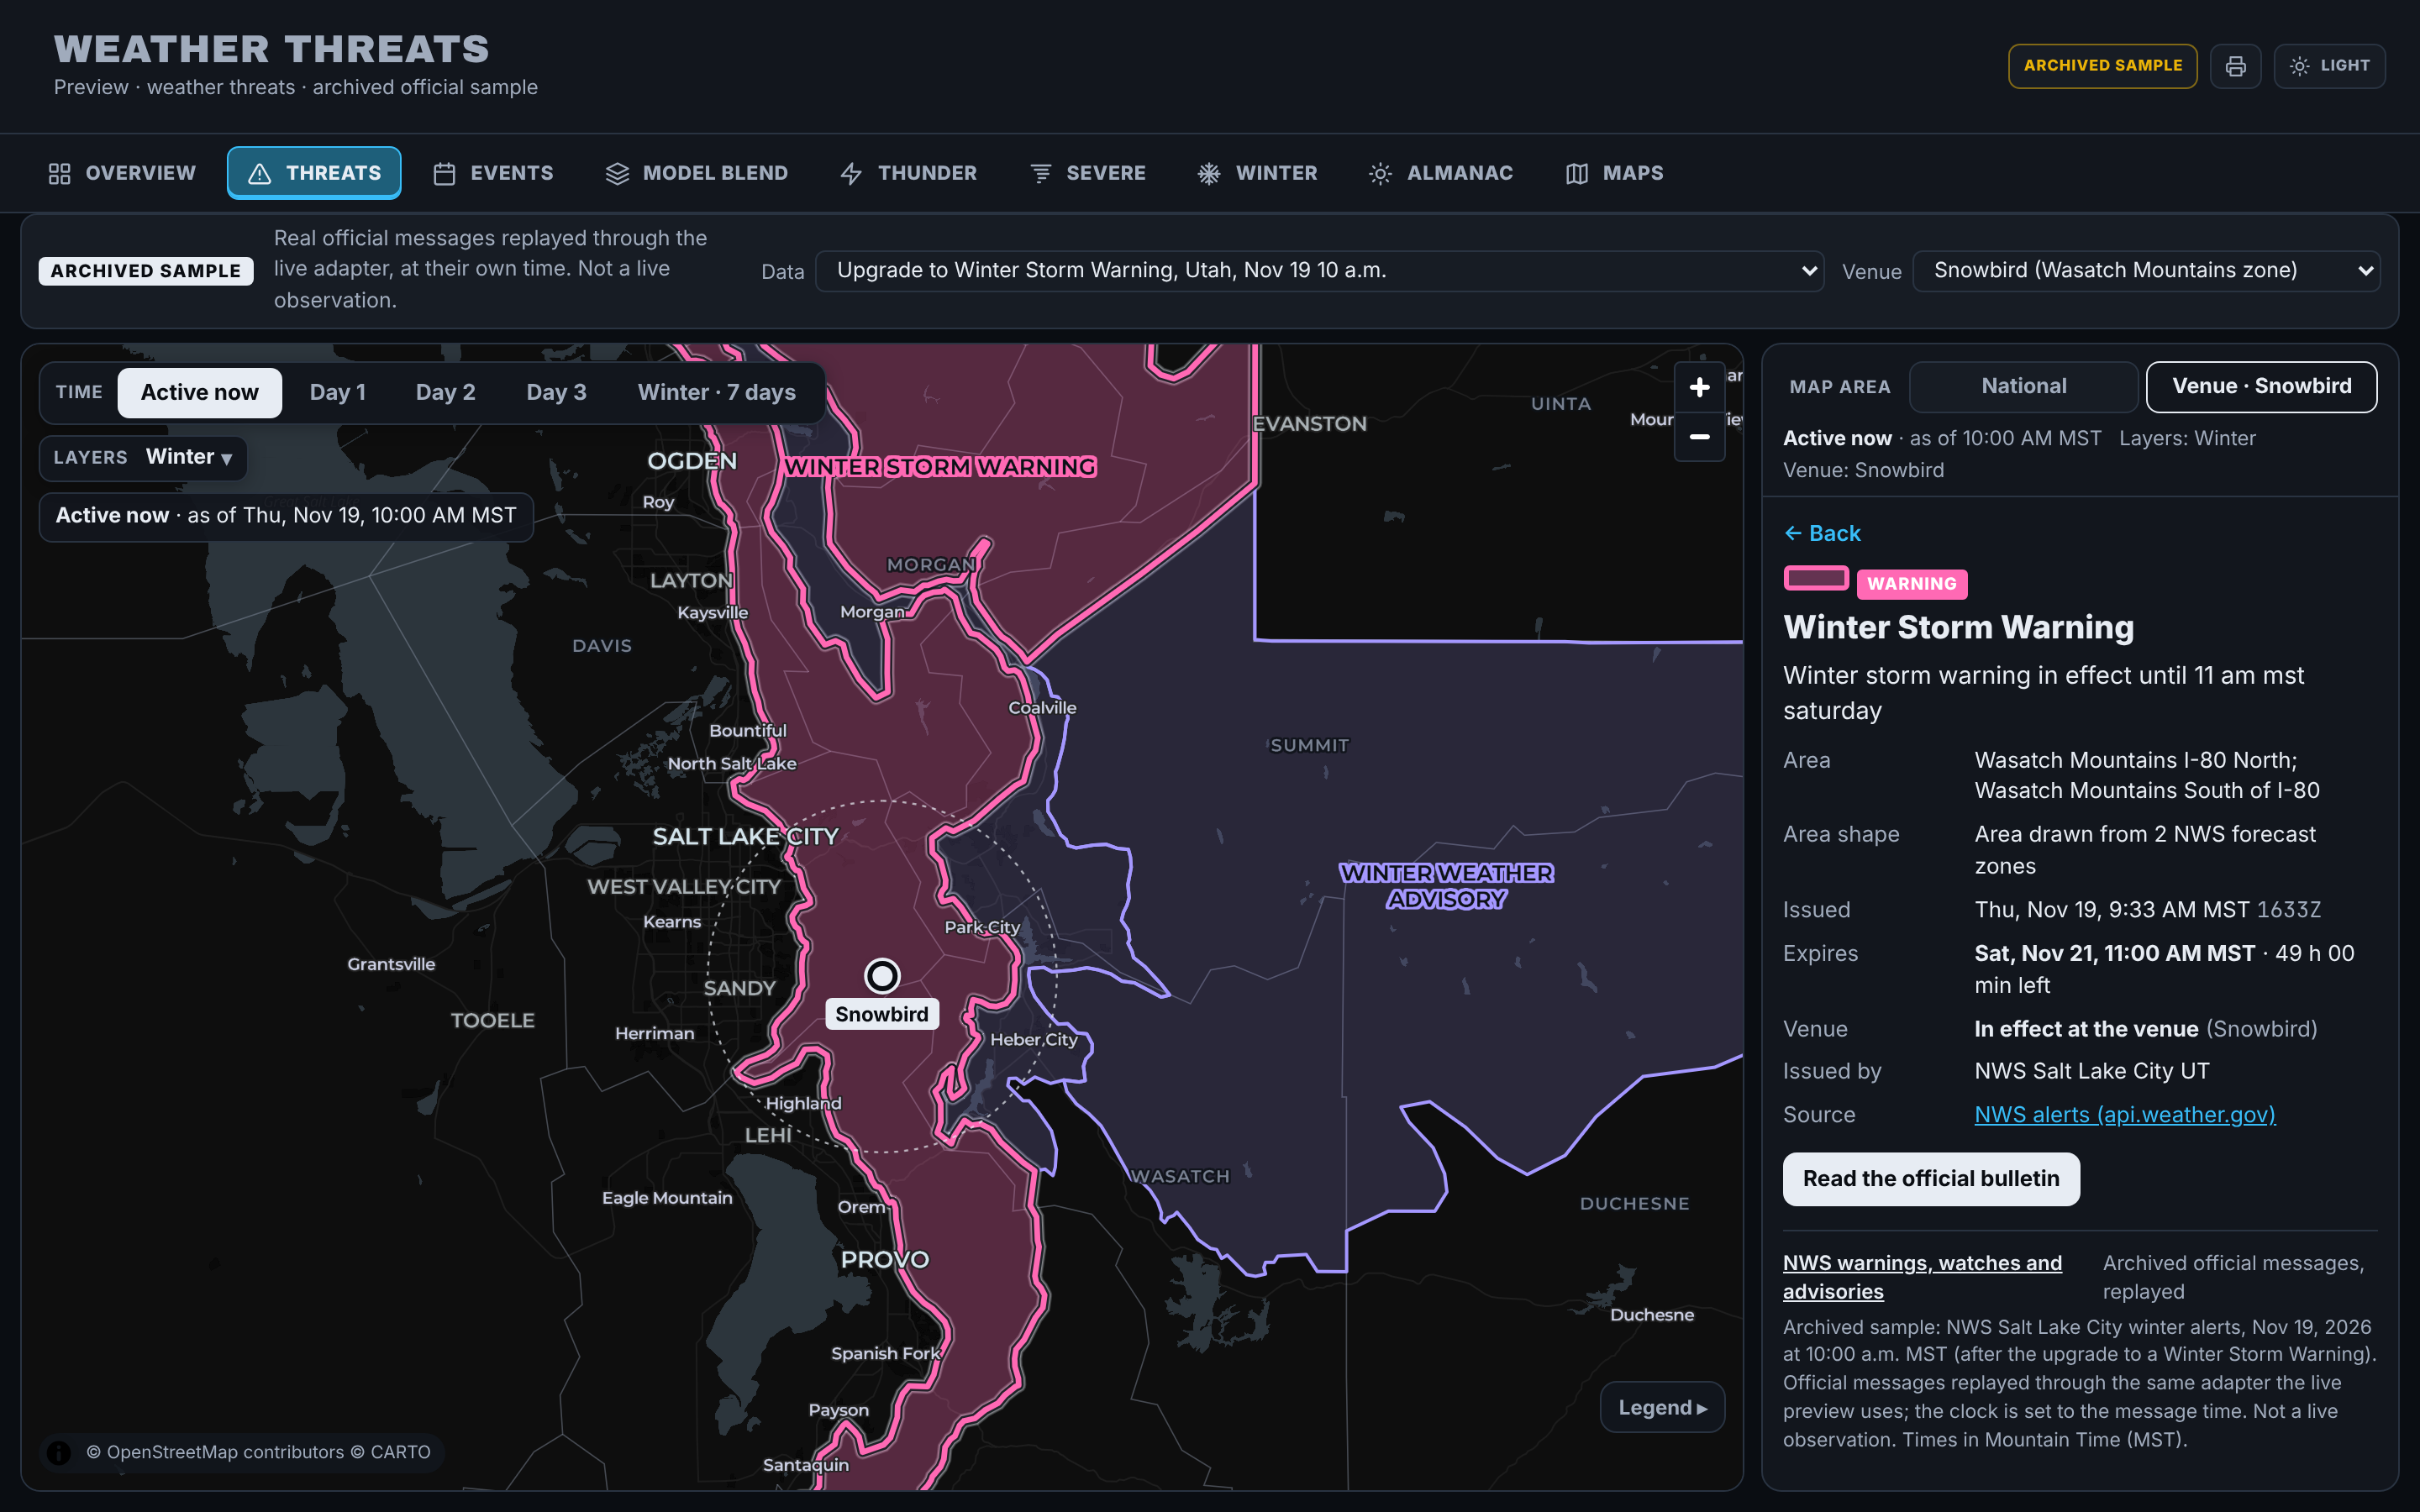 WEATHER THREATS
Preview · weather threats · archived official sample
ARCHIVED SAMPLE
LIGHT
OVERVIEW
THREATS
EVENTS
MODEL BLEND
THUNDER
SEVERE
WINTER
ALMANAC
MAPS
ARCHIVED SAMPLE
Real official messages replayed through the
live adapter, at their own time. Not a live
observation.
Data
Upgrade to Winter Storm Warning, Utah, Nov 19 10 a.m.
Venue
Snowbird (Wasatch Mountains zone)
TIME
Active now
Day 1
Day 2
Day 3
Winter · 7 days
LAYERS
Winter ▾
Active now · as of Thu, Nov 19, 10:00 AM MST
+
−
EVANSTON
UINTA
OGDEN
WINTER STORM WARNING
Roy
MORGAN
LAYTON
Kaysville
Morgan
DAVIS
Coalville
Bountiful
SUMMIT
North Salt Lake
SALT LAKE CITY
WINTER WEATHER
ADVISORY
WEST VALLEY CITY
Kearns
Park City
Grantsville
SANDY
Snowbird
TOOELE
Herriman
Heber City
Highland
LEHI
WASATCH
Eagle Mountain
Orem
DUCHESNE
PROVO
Duchesne
Spanish Fork
Payson
Santaquin
Legend ▸
© OpenStreetMap contributors © CARTO
MAP AREA
National
Venue · Snowbird
Active now · as of 10:00 AM MST Layers: Winter
Venue: Snowbird
← Back
WARNING
Winter Storm Warning
Winter storm warning in effect until 11 am mst
saturday
Area
Wasatch Mountains I-80 North;
Wasatch Mountains South of I-80
Area shape
Area drawn from 2 NWS forecast
zones
Issued
Thu, Nov 19, 9:33 AM MST 1633Z
Expires
Sat, Nov 21, 11:00 AM MST · 49 h 00
min left
Venue
In effect at the venue (Snowbird)
Issued by
NWS Salt Lake City UT
Source
NWS alerts (api.weather.gov)
Read the official bulletin
NWS warnings, watches and
advisories
Archived official messages,
replayed
Archived sample: NWS Salt Lake City winter alerts, Nov 19, 2026
at 10:00 a.m. MST (after the upgrade to a Winter Storm Warning).
Official messages replayed through the same adapter the live
preview uses; the clock is set to the message time. Not a live
observation. Times in Mountain Time (MST).